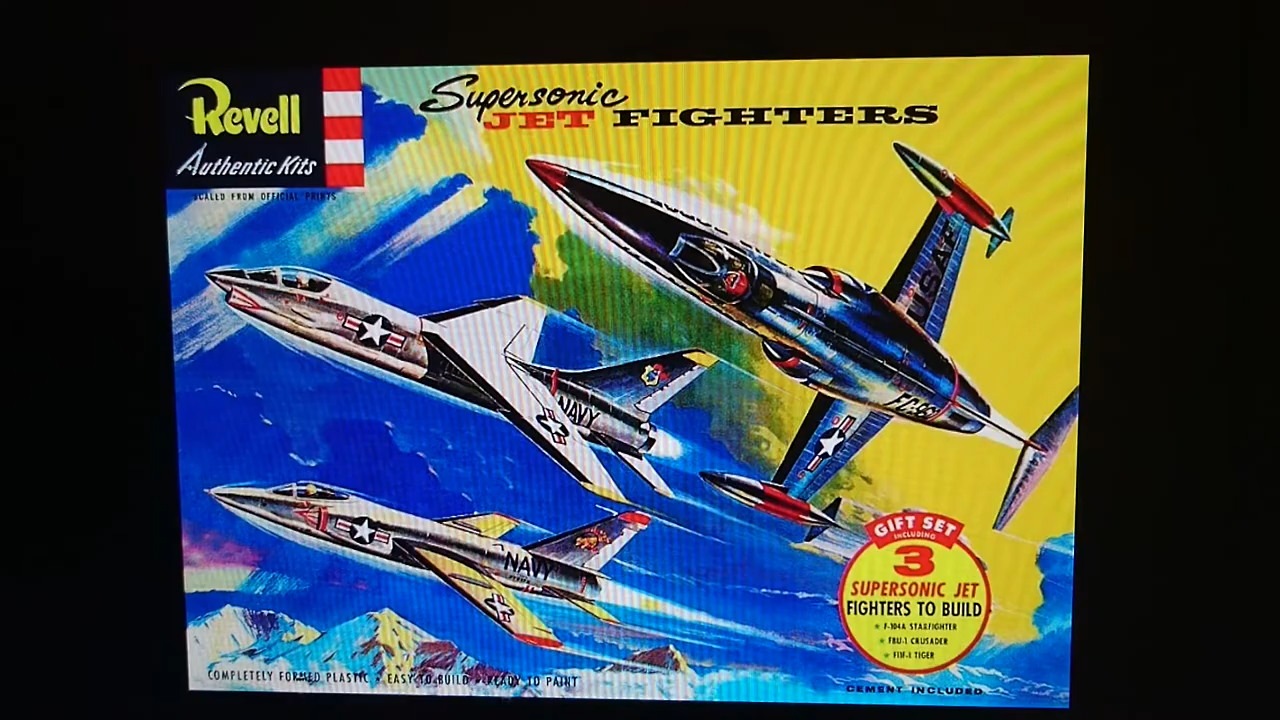 Revell
Authentic Kits
SCALED FROM OFFICIAL PRINTS
Supersonic
JET FIGHTERS
USAF
NAVY
NAVY
GIFT SET
INCLUDING
3
SUPERSONIC JET
FIGHTERS TO BUILD
★ F-104A STARFIGHTER
★ F8U-1 CRUSADER
★ F11F-1 TIGER
COMPLETELY FORMED PLASTIC • EASY TO BUILD • READY TO PAINT
CEMENT INCLUDED